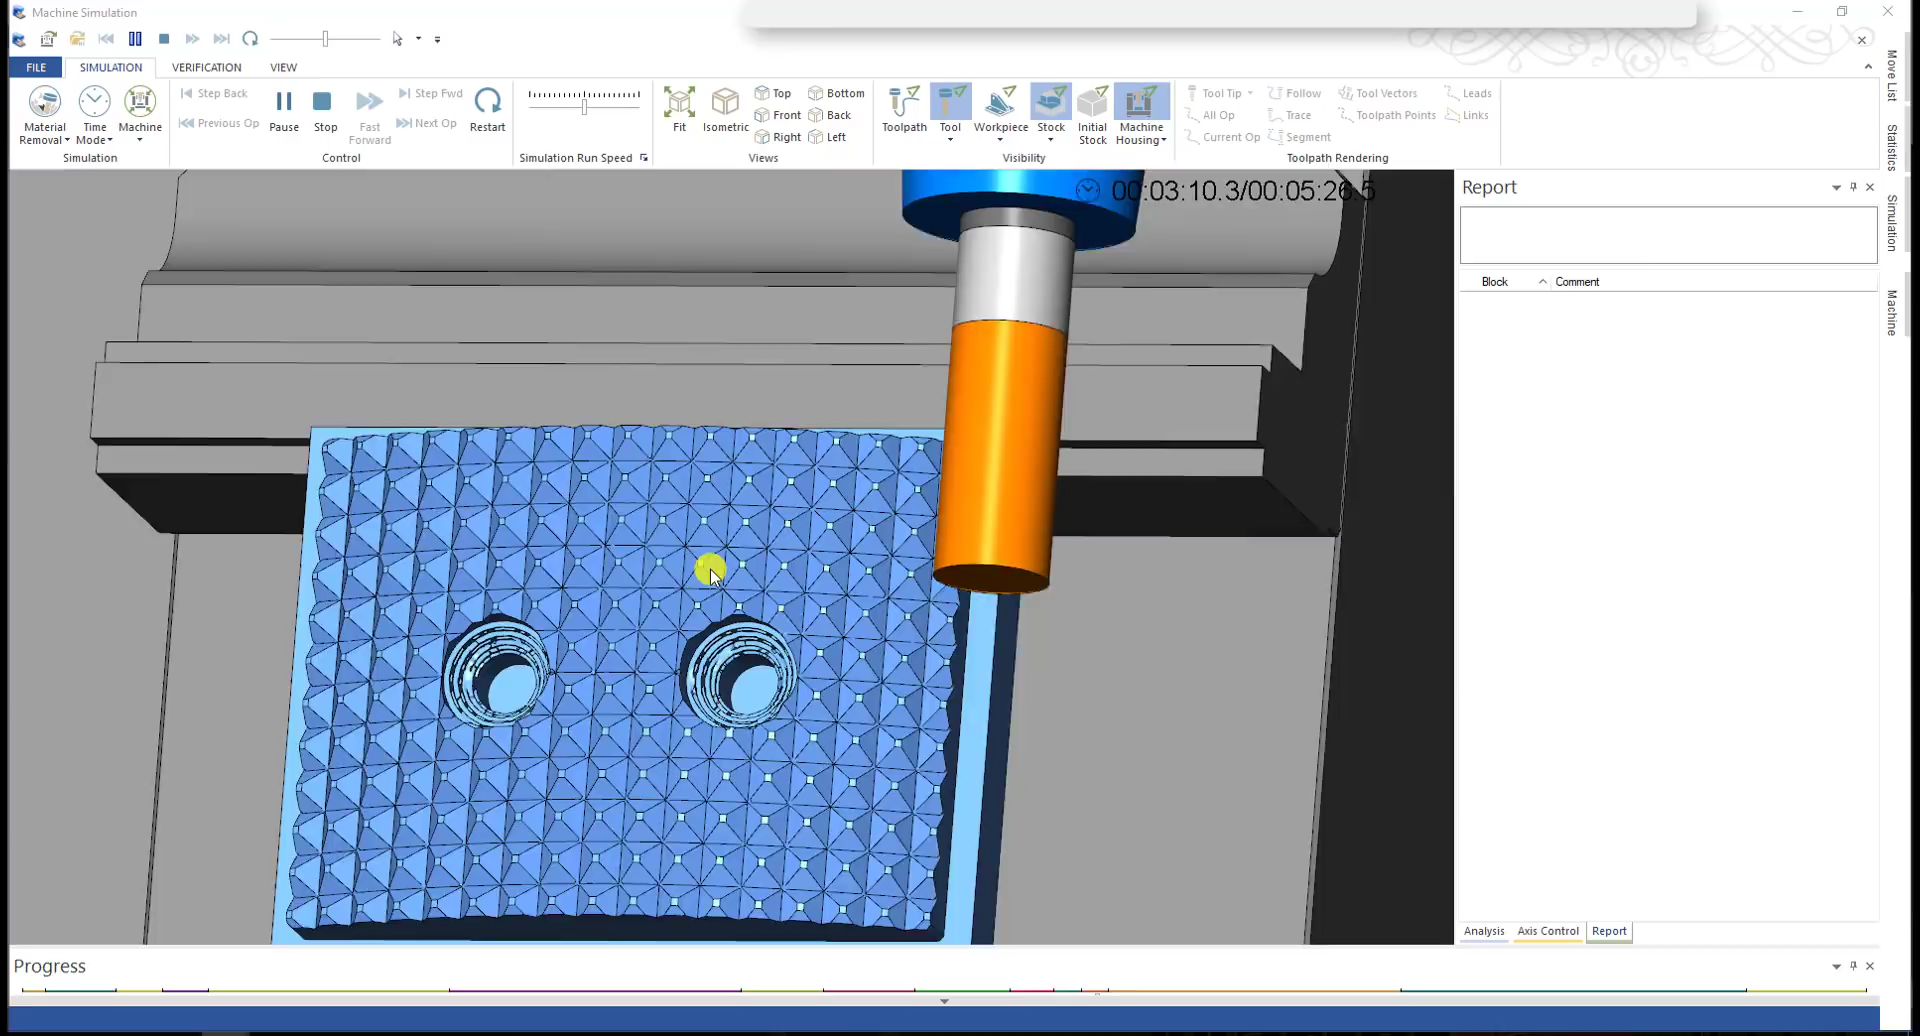 Machine Simulation
FILE SIMULATION VERIFICATION VIEW
Material Removal
Time Mode
Machine
Simulation
Step Back
Previous Op
Pause
Stop
Fast Forward
Step Fwd
Next Op
Restart
Control
Simulation Run Speed
Fit
Isometric
Top
Front
Right
Bottom
Back
Left
Views
Toolpath
Tool
Workpiece
Stock
Initial Stock
Machine Housing
Visibility
Tool Tip
All Op
Current Op
Follow
Trace
Segment
Tool Vectors
Toolpath Points
Leads
Links
Toolpath Rendering
00:03:10.3/00:05:26.5
Report
Block Comment
Analysis Axis Control Report
Move List
Statistics
Simulation
Machine
Progress